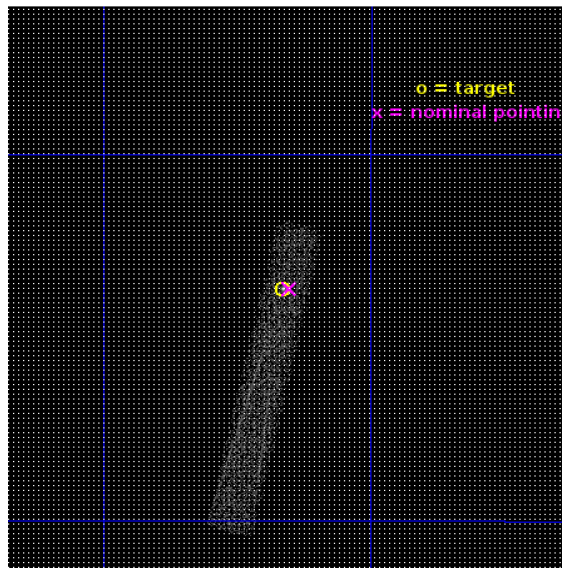 o = target
x = nominal pointin